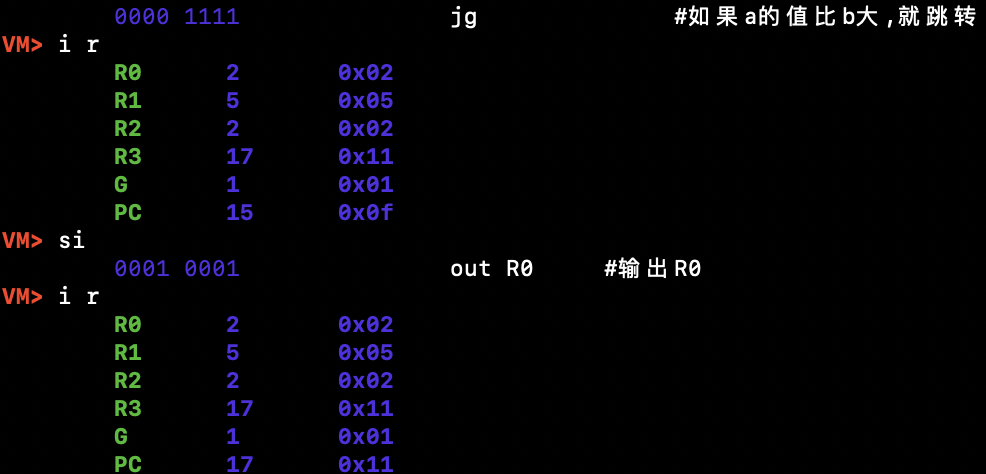 0000 1111 jg #如果a的值比b大,就跳转
VM> i r
R0 2 0x02
R1 5 0x05
R2 2 0x02
R3 17 0x11
G 1 0x01
PC 15 0x0f
VM> si
0001 0001 out R0 #输出R0
VM> i r
R0 2 0x02
R1 5 0x05
R2 2 0x02
R3 17 0x11
G 1 0x01
PC 17 0x11